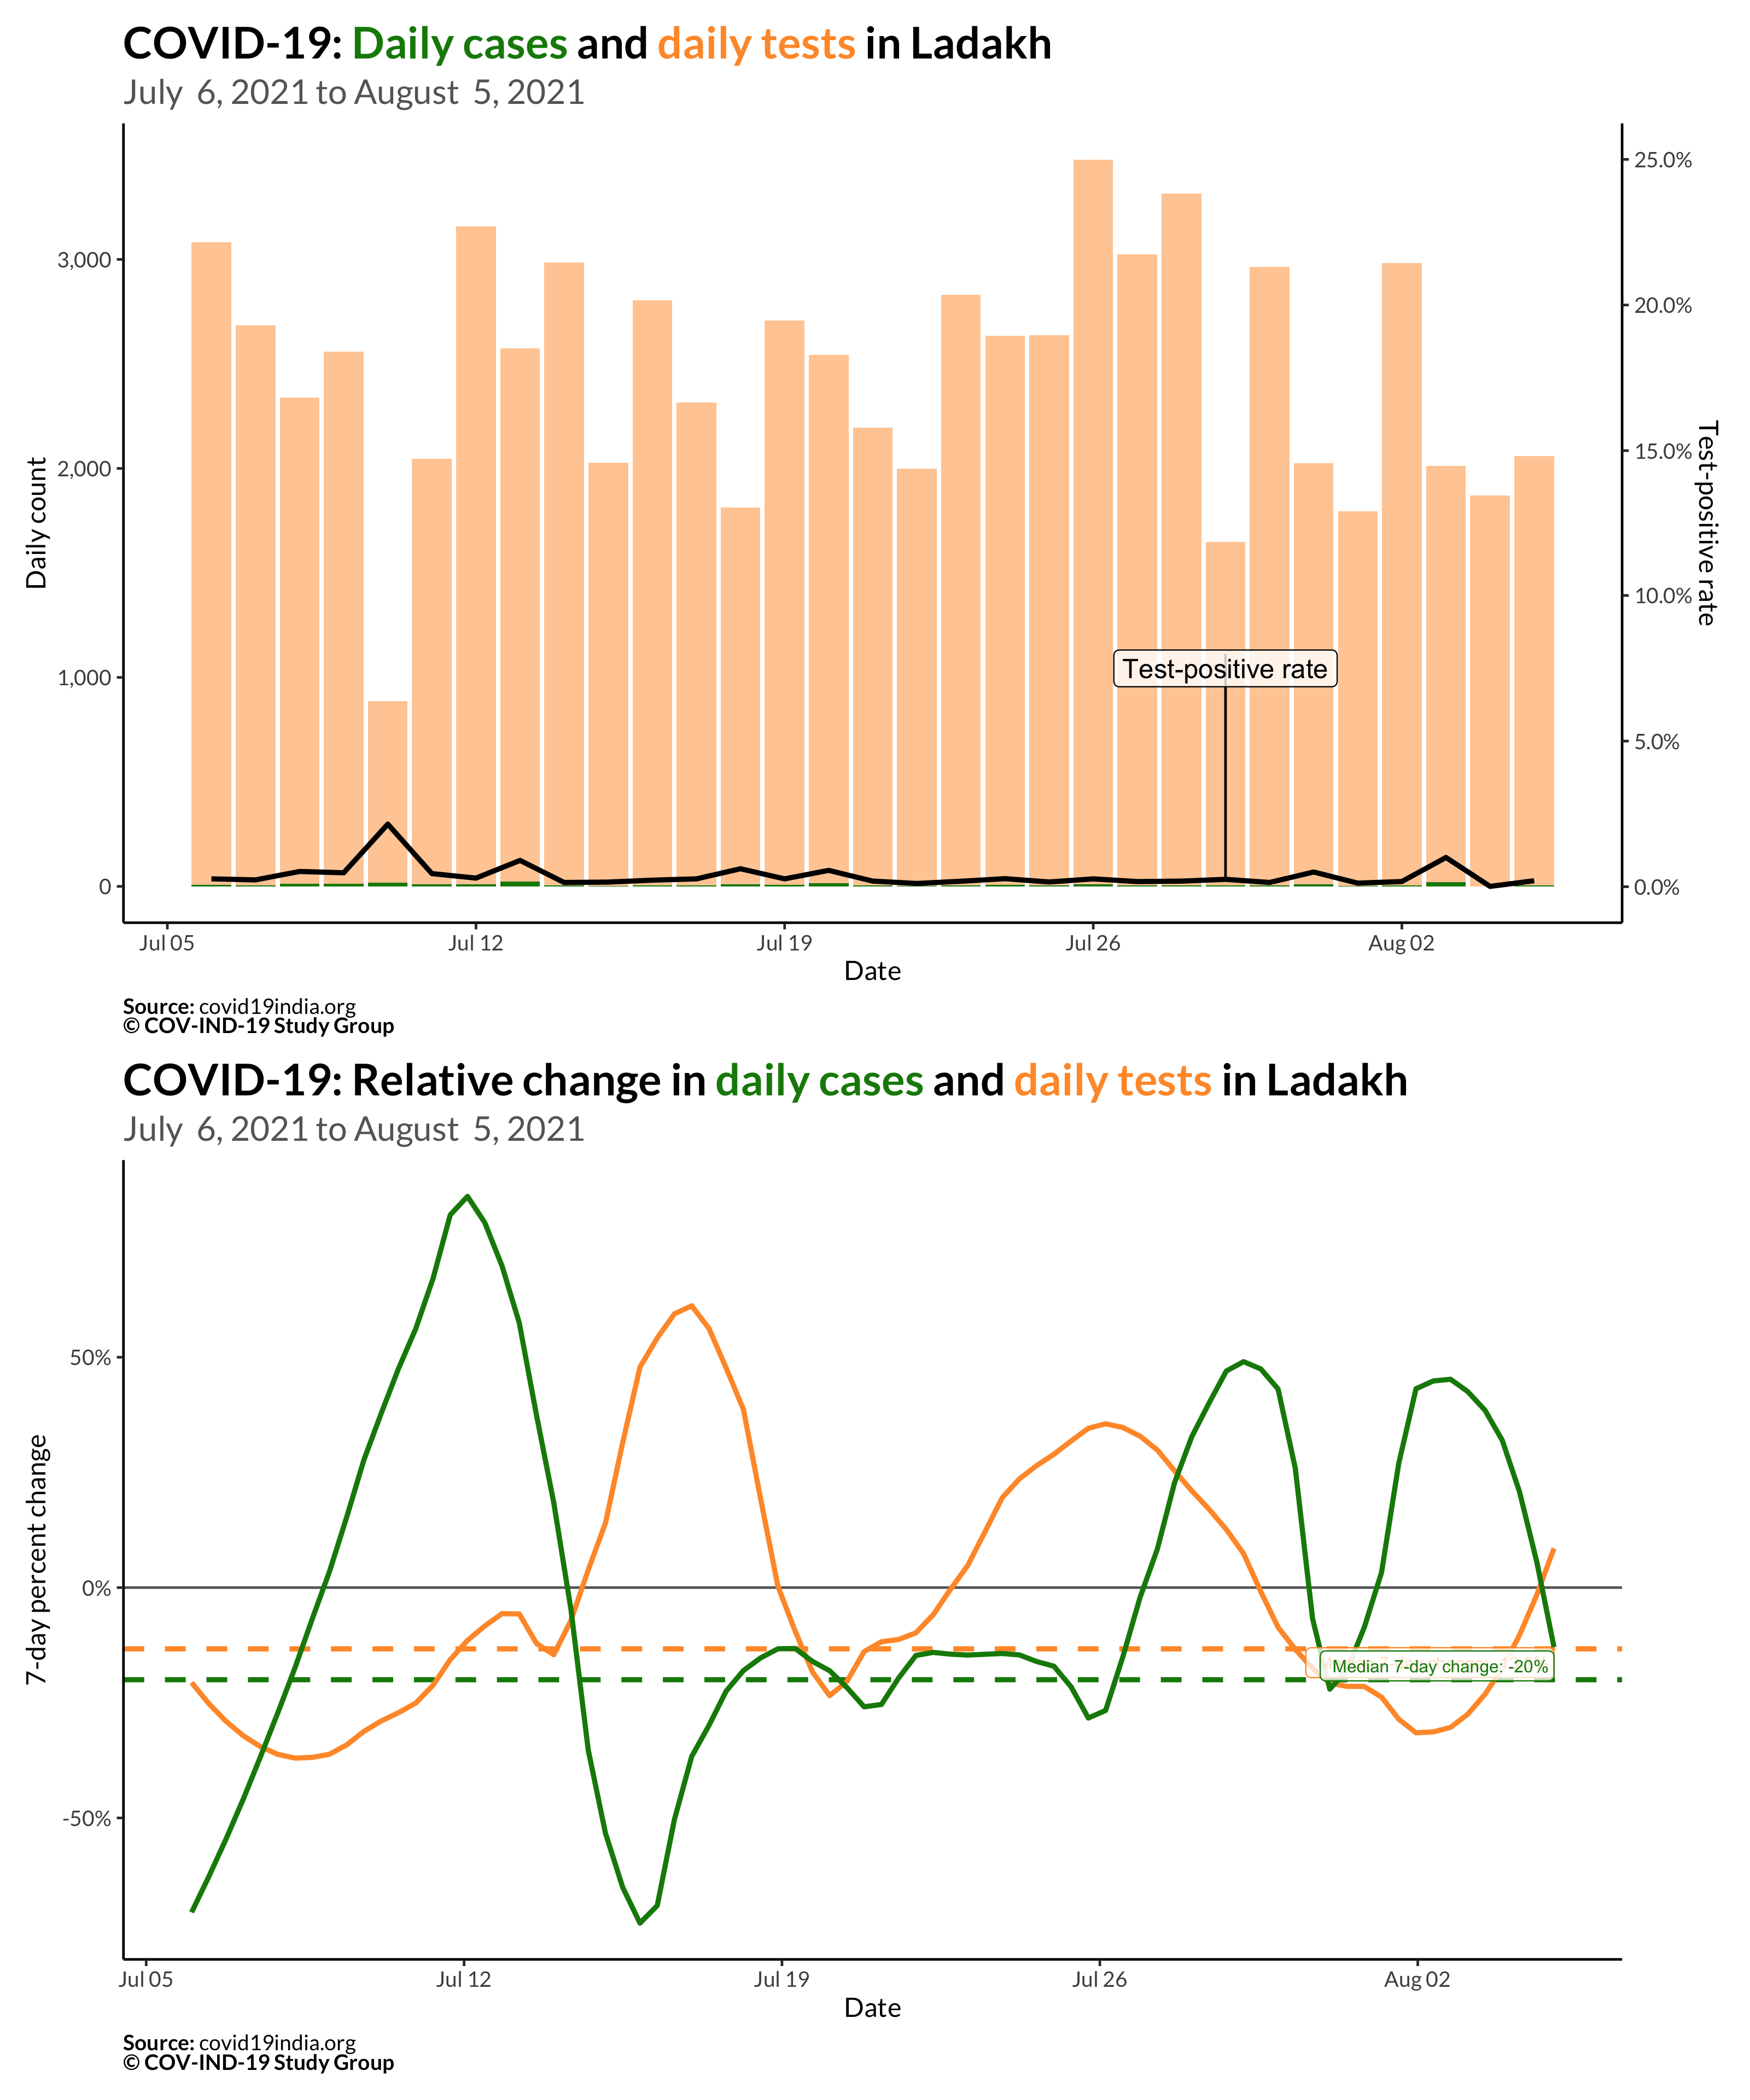 COVID-19: Daily cases and daily tests in Ladakh
July 6, 2021 to August 5, 2021
25.0%
20.0%
15.0%
10.0%
5.0%
0.0%
Test-positive rate
3,000
2,000
1,000
0
Daily count
Test-positive rate
Jul 05
Jul 12
Jul 19
Jul 26
Aug 02
Date
Source: covid19india.org
© COV-IND-19 Study Group
COVID-19: Relative change in daily cases and daily tests in Ladakh
July 6, 2021 to August 5, 2021
50%
0%
-50%
7-day percent change
Median 7-day change: -20%
Jul 05
Jul 12
Jul 19
Jul 26
Aug 02
Date
Source: covid19india.org
© COV-IND-19 Study Group